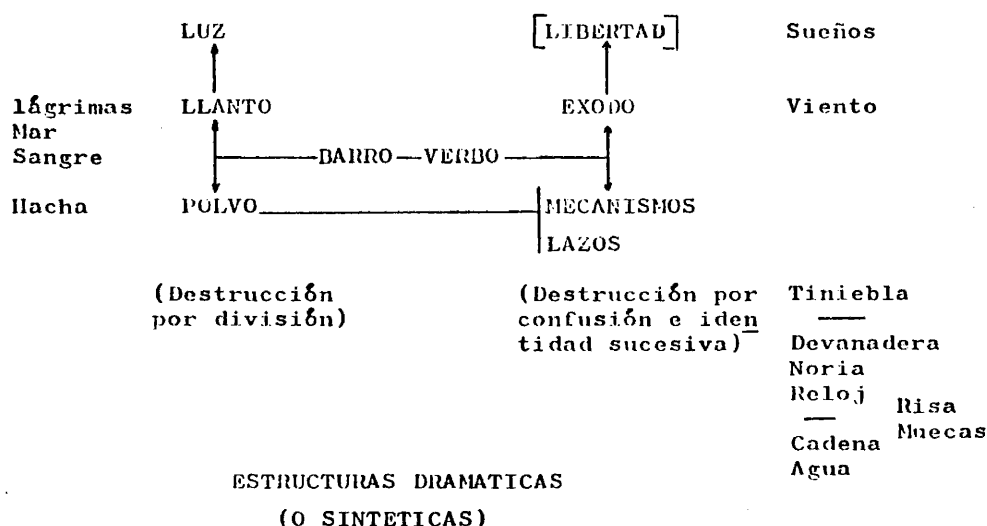 LUZ [LIBERTAD] Sueños
lágrimas LLANTO EXODO Viento
Mar
Sangre BARRO—VERBO
Hacha POLVO MECANISMOS
LAZOS
(Destrucción (Destrucción por Tiniebla
por división) confusión e iden
tidad sucesiva) Devanadera
Noria
Reloj Risa
Muecas
Cadena
Agua
ESTRUCTURAS DRAMATICAS
(O SINTETICAS)